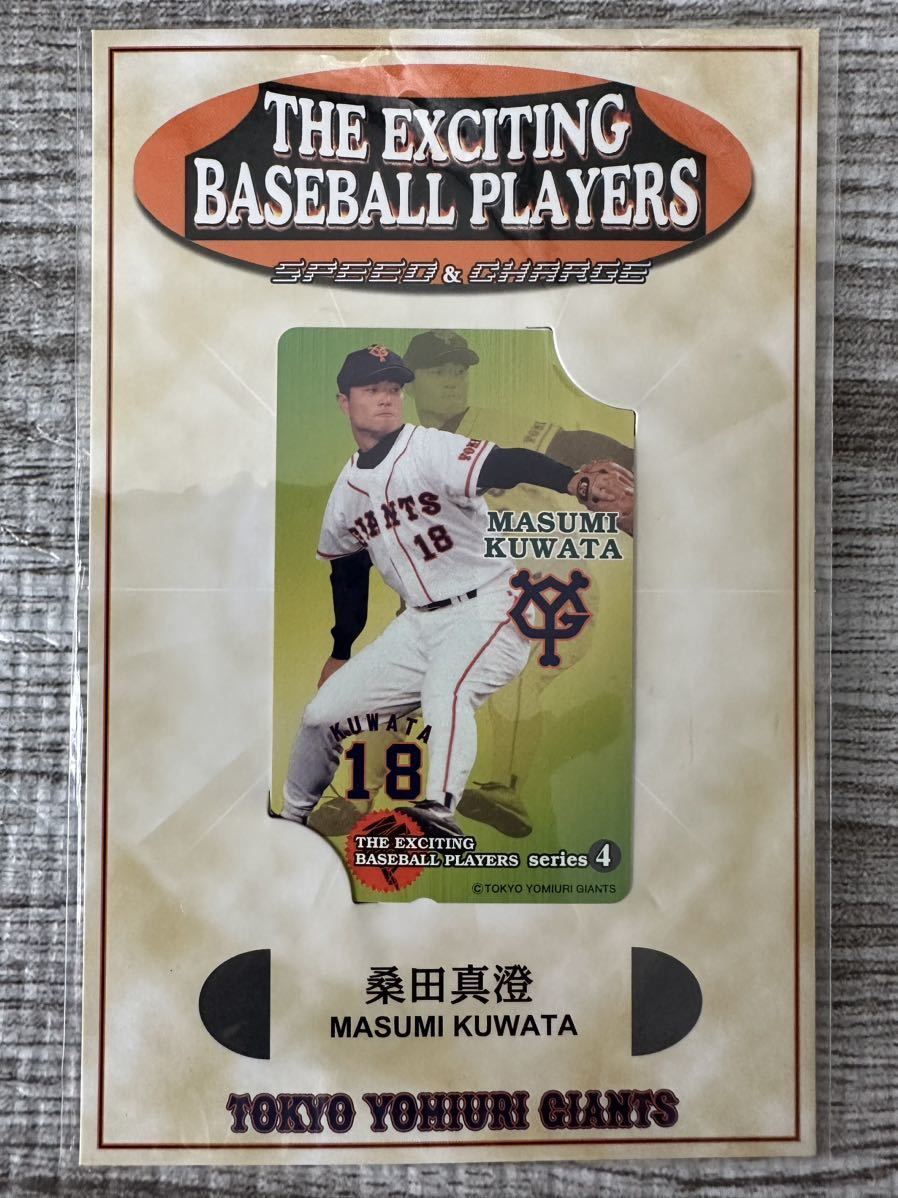 THE EXCITING
BASEBALL PLAYERS
SPEED & CHARGE
GIANTS
18
MASUMI
KUWATA
YG
KUWATA
18
THE EXCITING
BASEBALL PLAYERS series 4
©TOKYO YOMIURI GIANTS
桑田真澄
MASUMI KUWATA
TOKYO YOMIURI GIANTS